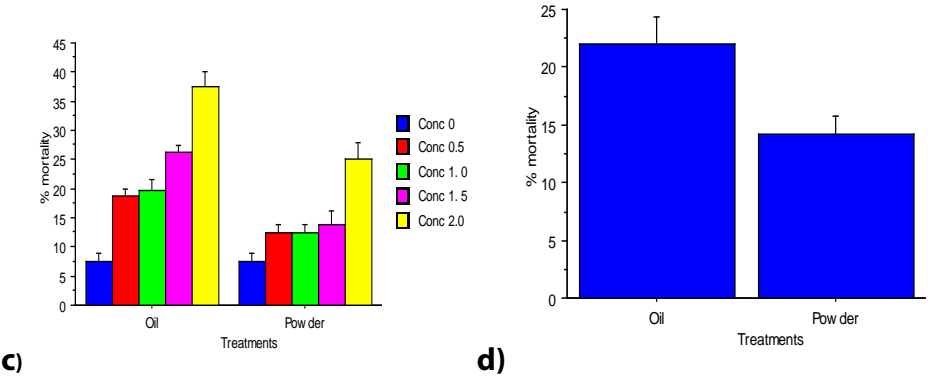 45
40
35
30
25
20
15
10
5
0
% mortality
Oil
Pow der
Treatments
Conc 0
Conc 0.5
Conc 1. 0
Conc 1. 5
Conc 2.0
c)
25
20
15
10
5
0
% mortality
Oil
Pow der
Treatments
d)